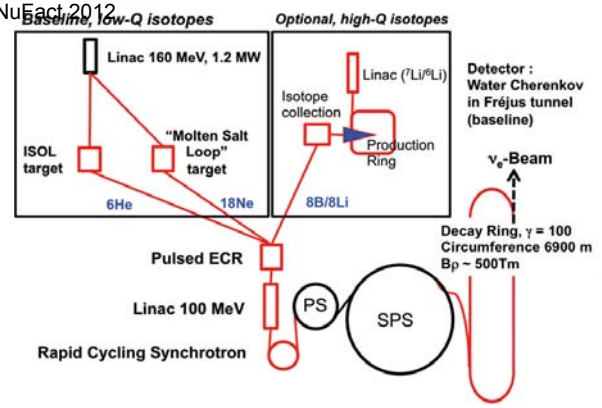 NuFact 2012
Baseline, low-Q isotopes
Optional, high-Q isotopes
Linac 160 MeV, 1.2 MW
Linac (⁷Li/⁶Li)
Isotope
collection
Production
Ring
ISOL
target
“Molten Salt
Loop”
target
6He
18Ne
8B/8Li
Detector :
Water Cherenkov
in Fréjus tunnel
(baseline)
νe-Beam
Decay Ring, γ = 100
Circumference 6900 m
Bρ ~ 500Tm
Pulsed ECR
Linac 100 MeV
PS
SPS
Rapid Cycling Synchrotron